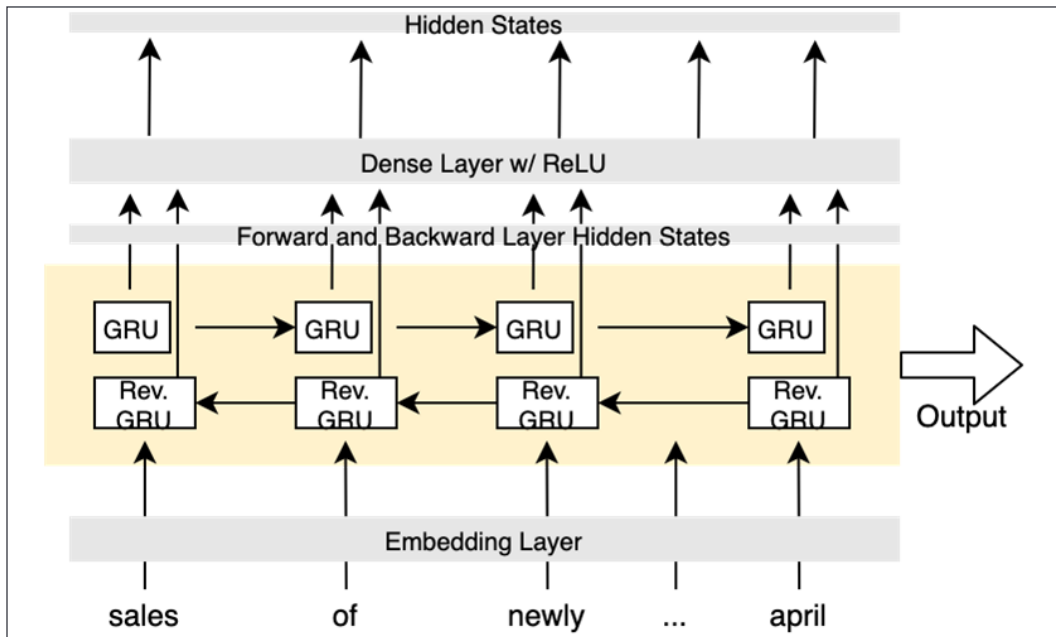 Hidden States
Dense Layer w/ ReLU
Forward and Backward Layer Hidden States
GRU
GRU
GRU
GRU
Rev.
GRU
Rev.
GRU
Rev.
GRU
Rev.
GRU
Output
Embedding Layer
sales of newly ... april